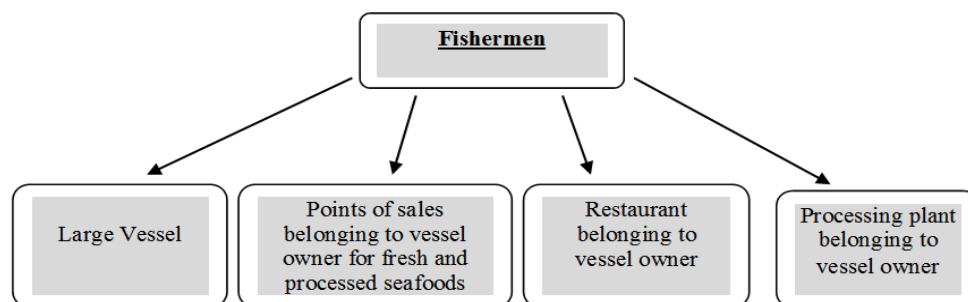 Fishermen
Large Vessel
Points of sales
belonging to vessel
owner for fresh and
processed seafoods
Restaurant
belonging to
vessel owner
Processing plant
belonging to
vessel owner